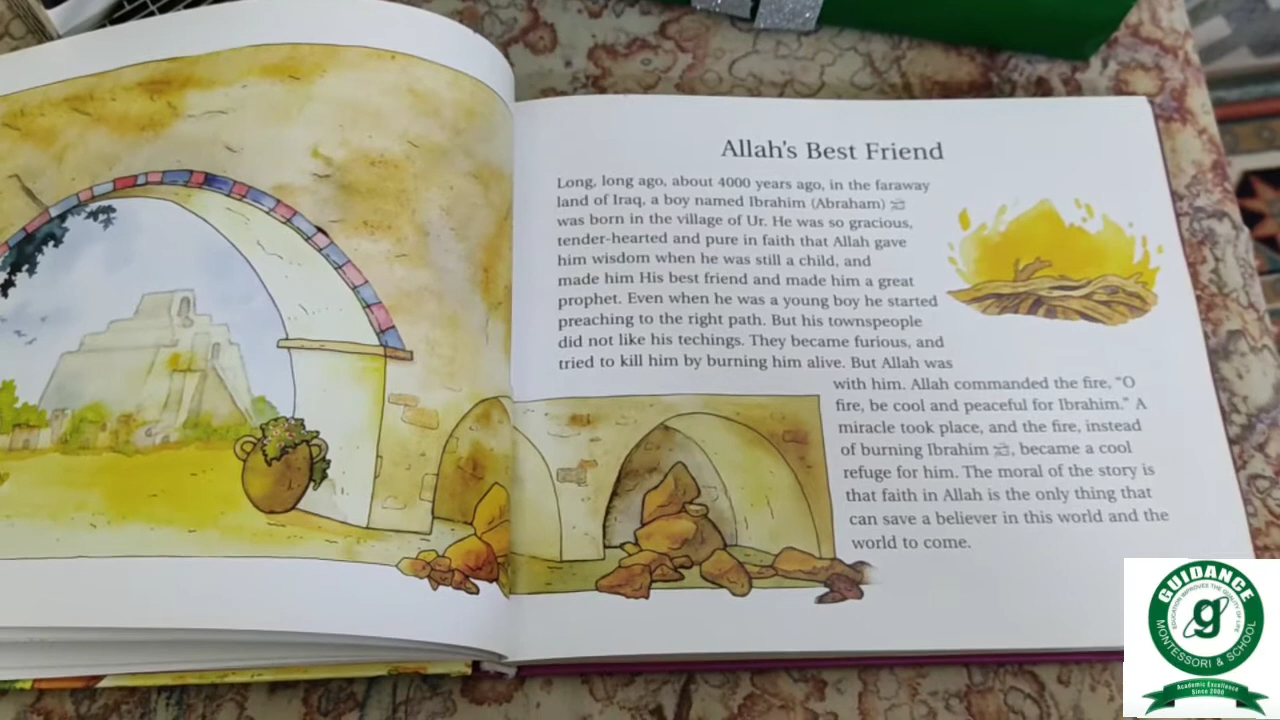 Allah's Best Friend
Long, long ago, about 4000 years ago, in the faraway
land of Iraq, a boy named Ibrahim (Abraham)
was born in the village of Ur. He was so gracious,
tender-hearted and pure in faith that Allah gave
him wisdom when he was still a child, and
made him His best friend and made him a great
prophet. Even when he was a young boy he started
preaching to the right path. But his townspeople
did not like his techings. They became furious, and
tried to kill him by burning him alive. But Allah was
with him. Allah commanded the fire, "O
fire, be cool and peaceful for Ibrahim." A
miracle took place, and the fire, instead
of burning Ibrahim , became a cool
refuge for him. The moral of the story is
that faith in Allah is the only thing that
can save a believer in this world and the
world to come.
GUIDANCE
EDUCATION IMPROVES THE QUALITY OF LIFE
g
MONTESSORI & SCHOOL
Academic Excellence
Since 2000